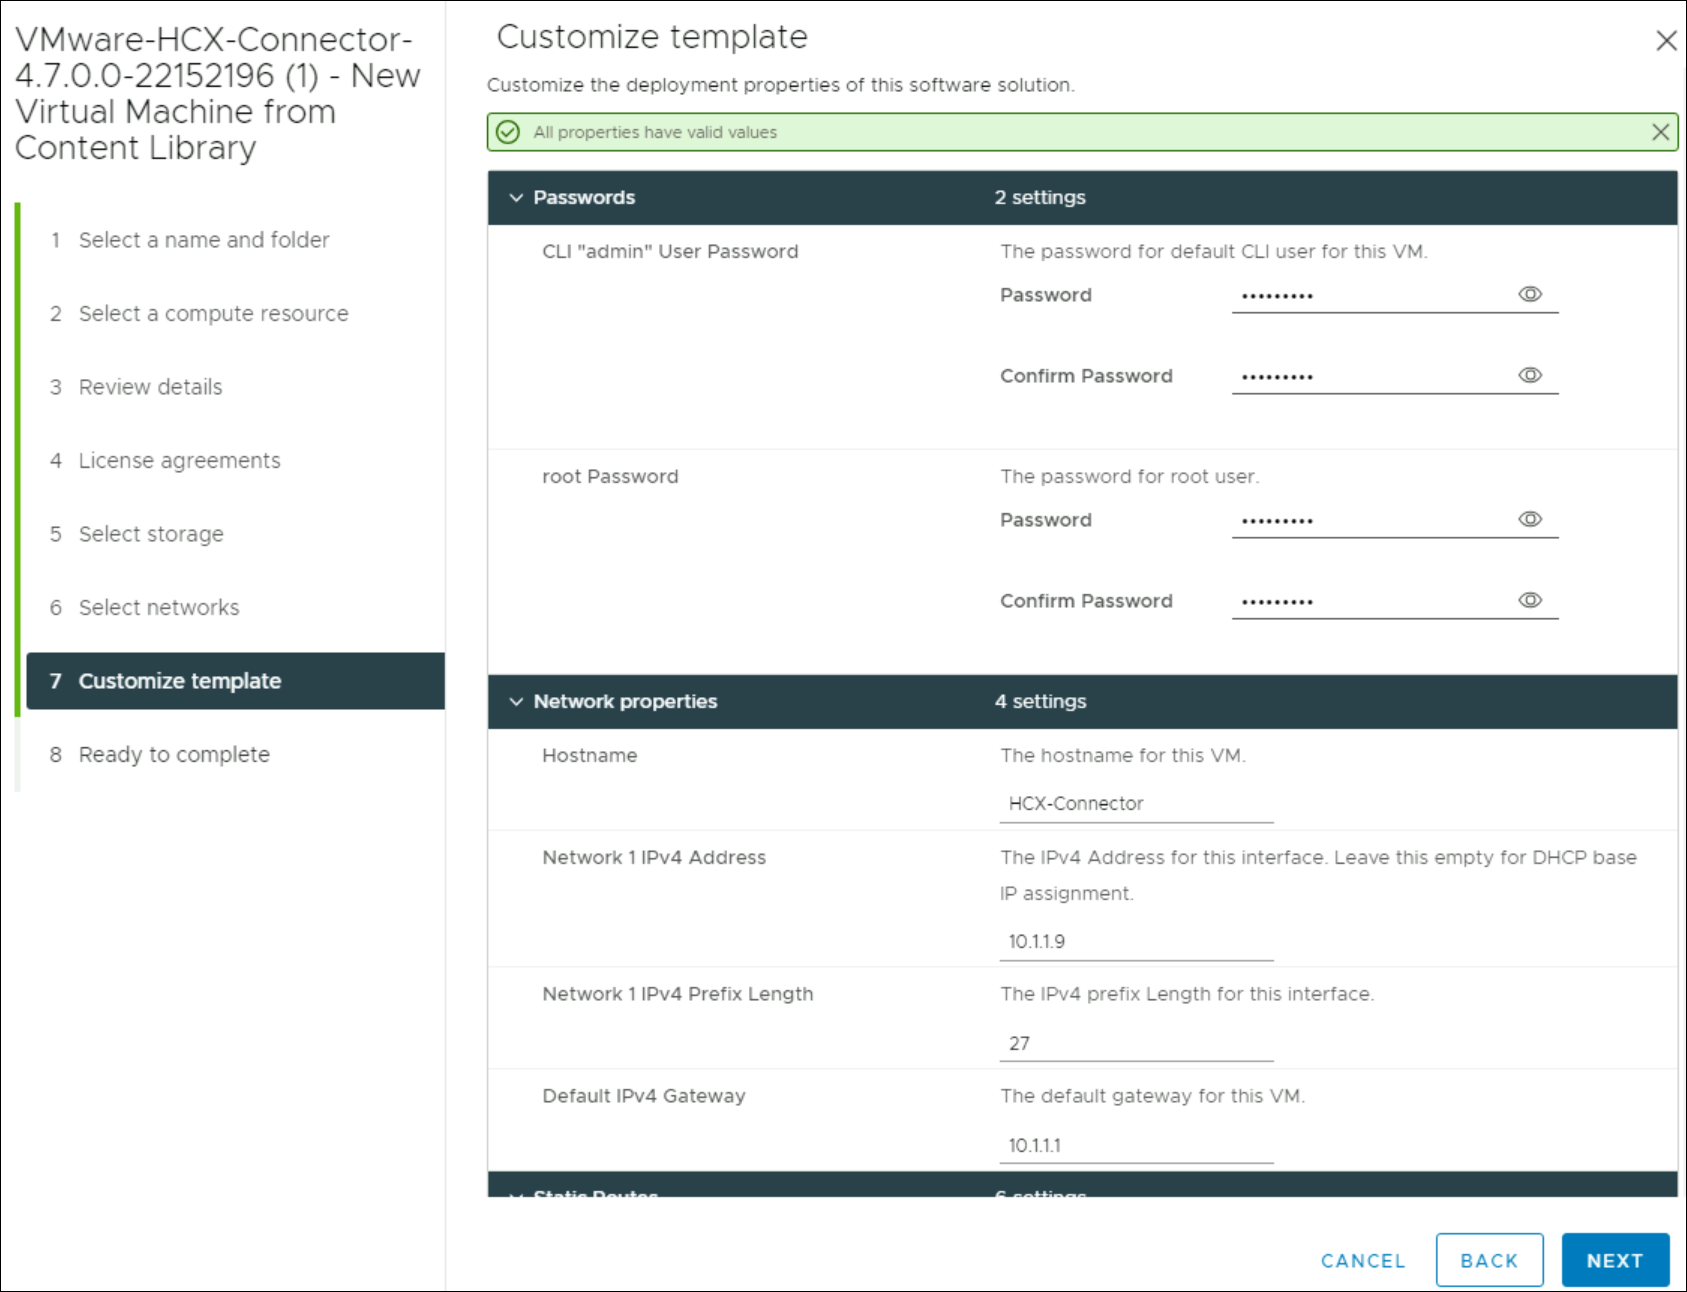 VMware-HCX-Connector-
4.7.0.0-22152196 (1) - New
Virtual Machine from
Content Library
1 Select a name and folder
2 Select a compute resource
3 Review details
4 License agreements
5 Select storage
6 Select networks
7 Customize template
8 Ready to complete
Customize template
Customize the deployment properties of this software solution.
All properties have valid values
Passwords 2 settings
CLI "admin" User Password The password for default CLI user for this VM.
Password •••••••••
Confirm Password •••••••••
root Password The password for root user.
Password •••••••••
Confirm Password •••••••••
Network properties 4 settings
Hostname The hostname for this VM.
HCX-Connector
Network 1 IPv4 Address The IPv4 Address for this interface. Leave this empty for DHCP base
IP assignment.
10.1.1.9
Network 1 IPv4 Prefix Length The IPv4 prefix Length for this interface.
27
Default IPv4 Gateway The default gateway for this VM.
10.1.1.1
Static Routes 6 settings
CANCEL BACK NEXT